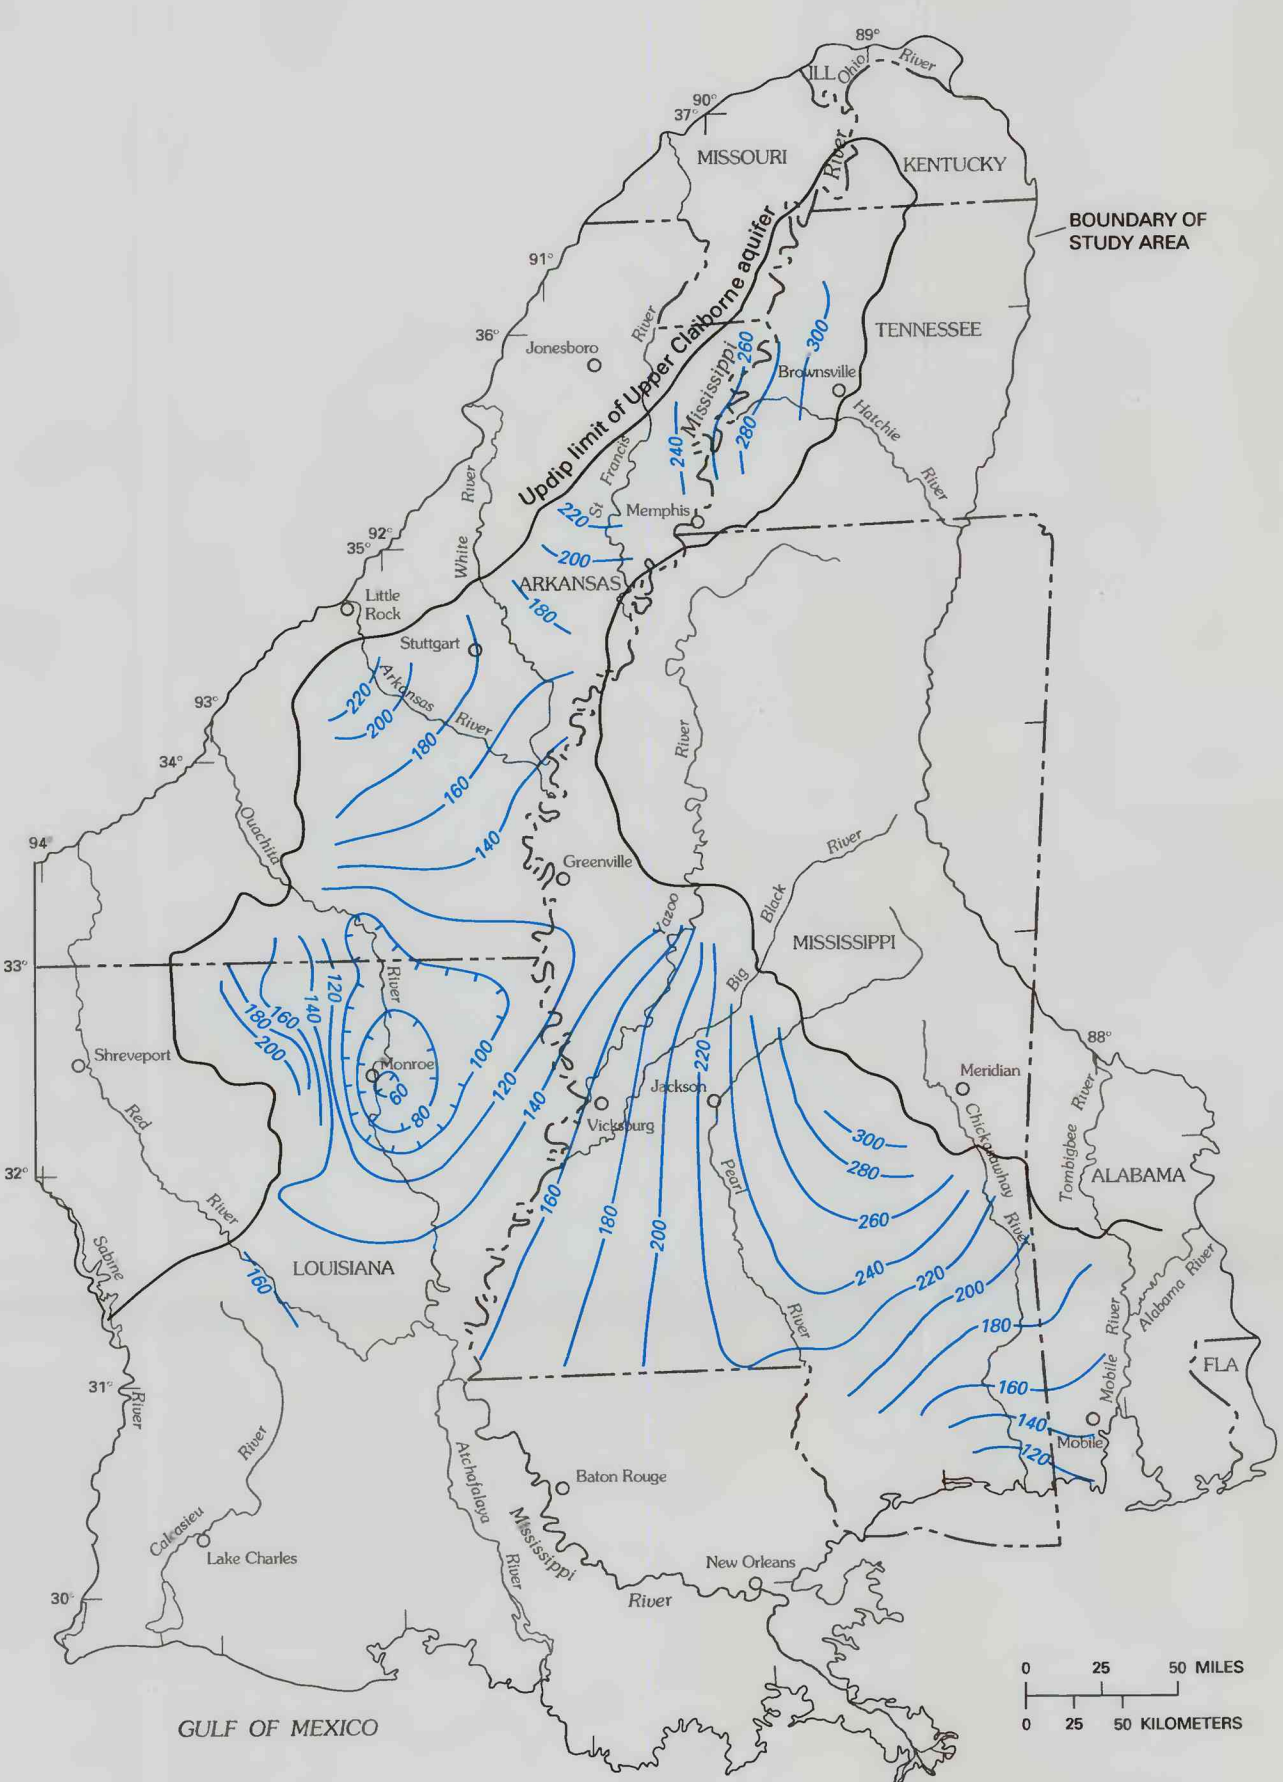 89°
ILL
Ohio
River
90°
37°
MISSOURI
River
KENTUCKY
BOUNDARY OF
STUDY AREA
91°
Updip limit of Upper Claiborne aquifer
36°
River
Jonesboro
TENNESSEE
300
260
Mississippi
Brownsville
Hatchie
River
280
240
St Francis
River
White
220
Memphis
92°
35°
200
ARKANSAS
180
Little
Rock
Stuttgart
220
Arkansas
River
200
180
93°
34°
160
140
River
Ouachita
94°
Greenville
River
Black
Big
Yazoo
MISSISSIPPI
33°
River
120
140
160
180
200
100
120
140
220
88°
Shreveport
Monroe
60
80
Jackson
Vicksburg
Meridian
River
Tombigbee
Chickasawhay
River
ALABAMA
300
280
260
240
220
200
180
160
Red
River
32°
Pearl
River
160
180
200
Sabine
River
160
LOUISIANA
Alabama River
Mobile River
FLA
31°
140
Mobile
120
River
Calcasieu
Atchafalaya
River
Baton Rouge
Mississippi
River
Lake Charles
New Orleans
30°
GULF OF MEXICO
0 25 50 MILES
0 25 50 KILOMETERS